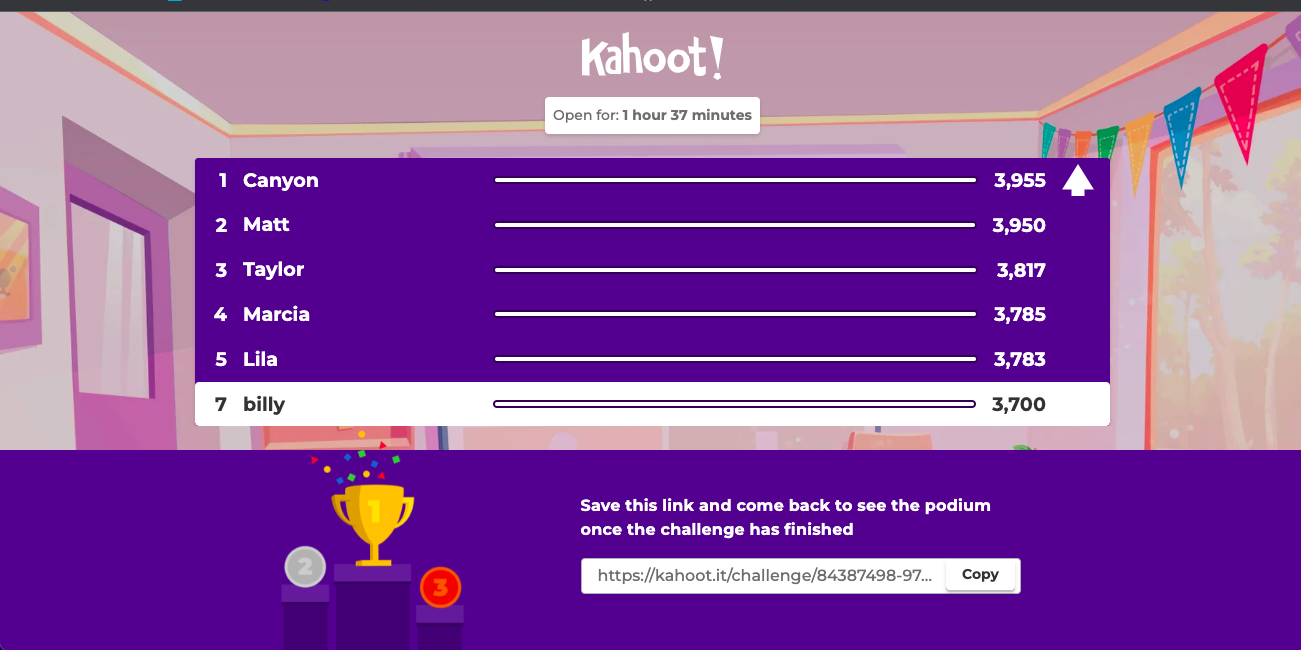 Kahoot!
Open for: 1 hour 37 minutes
1 Canyon 3,955
2 Matt 3,950
3 Taylor 3,817
4 Marcia 3,785
5 Lila 3,783
7 billy 3,700
1
2
3
Save this link and come back to see the podium
once the challenge has finished
https://kahoot.it/challenge/84387498-97... Copy